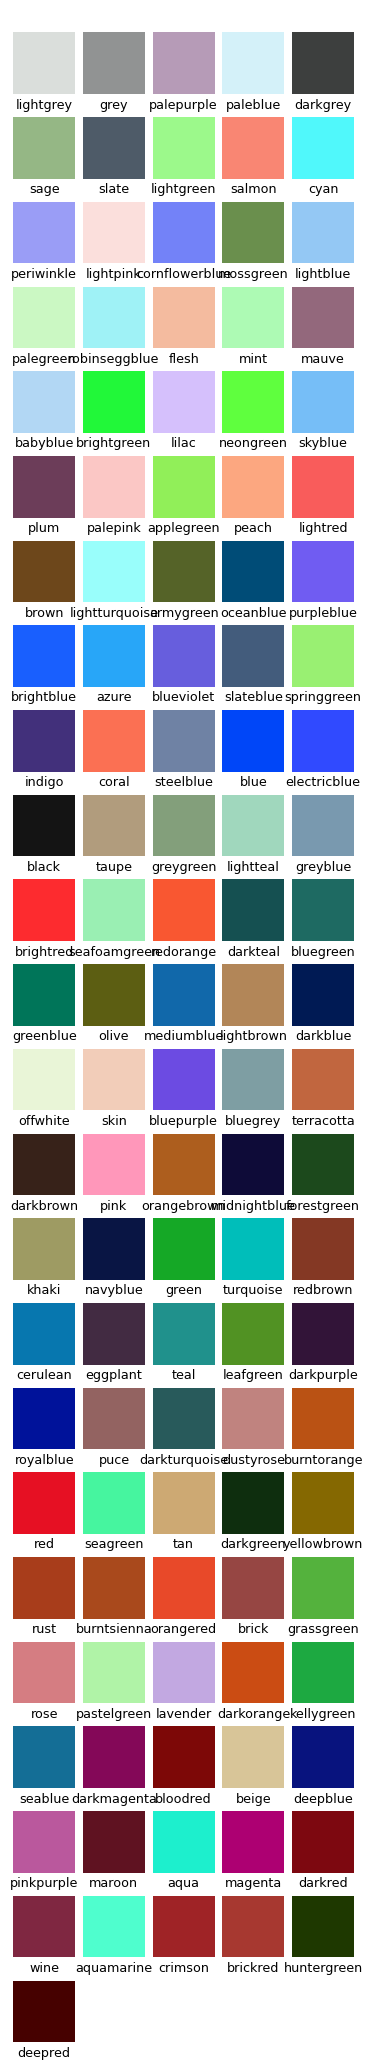 lightgrey grey palepurple paleblue darkgrey
sage slate lightgreen salmon cyan
periwinkle lightpink cornflowerblue mossgreen lightblue
palegreen robinseggblue flesh mint mauve
babyblue brightgreen lilac neongreen skyblue
plum palepink applegreen peach lightred
brown lightturquoise armygreen oceanblue purpleblue
brightblue azure blueviolet slateblue springgreen
indigo coral steelblue blue electricblue
black taupe greygreen lightteal greyblue
brightred seafoamgreen redorange darkteal bluegreen
greenblue olive mediumblue lightbrown darkblue
offwhite skin bluepurple bluegrey terracotta
darkbrown pink orangebrown midnightblue forestgreen
khaki navyblue green turquoise redbrown
cerulean eggplant teal leafgreen darkpurple
royalblue puce darkturquoise dustyrose burntorange
red seagreen tan darkgreen yellowbrown
rust burntsienna orangered brick grassgreen
rose pastelgreen lavender darkorange kellygreen
seablue darkmagenta bloodred beige deepblue
pinkpurple maroon aqua magenta darkred
wine aquamarine crimson brickred huntergreen
deepred